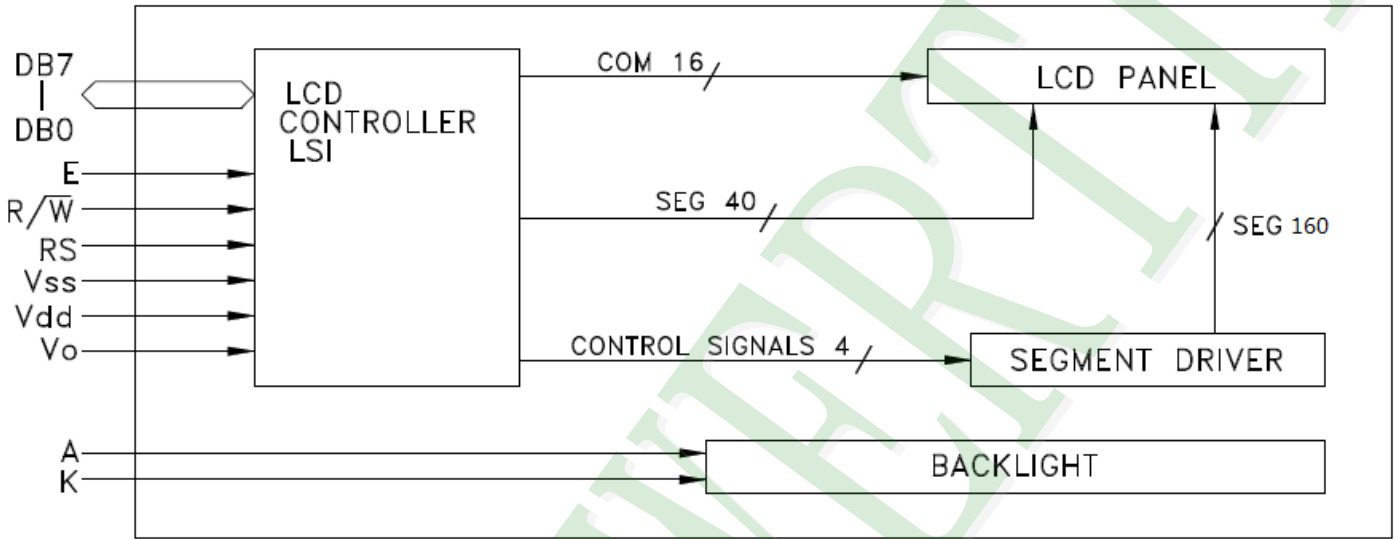 DB7
DB0
E
R/W̅
RS
Vss
Vdd
Vo
A
K
LCD
CONTROLLER
LSI
COM 16
SEG 40
CONTROL SIGNALS 4
LCD PANEL
SEG 160
SEGMENT DRIVER
BACKLIGHT